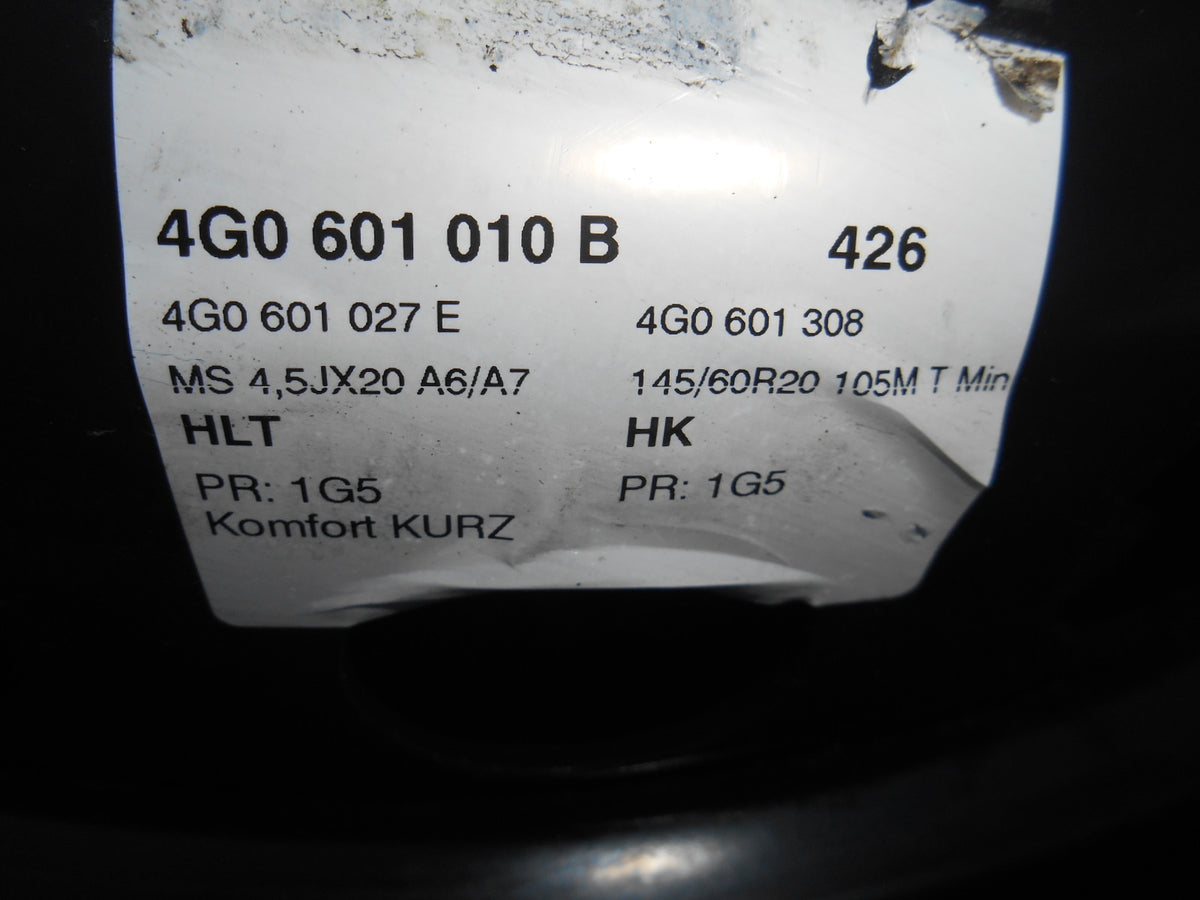 4G0 601 010 B 426
4G0 601 027 E 4G0 601 308
MS 4,5JX20 A6/A7 145/60R20 105M T Min
HLT HK
PR: 1G5 PR: 1G5
Komfort KURZ